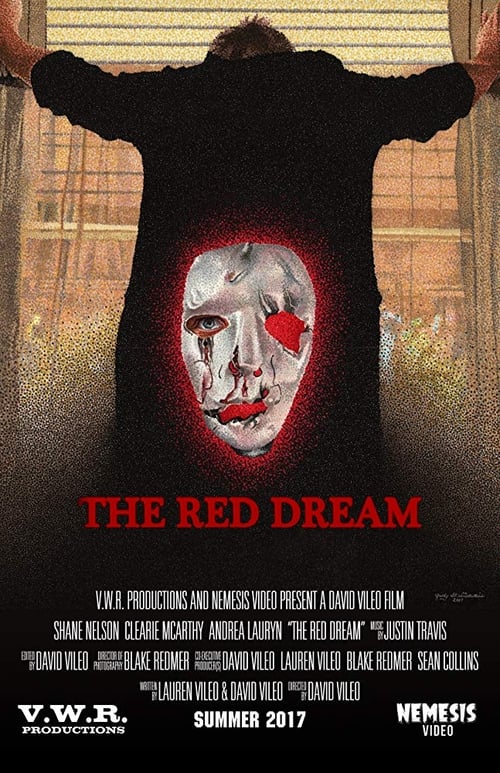 THE RED DREAM
V.W.R. PRODUCTIONS AND NEMESIS VIDEO PRESENT A DAVID VILEO FILM
SHANE NELSON CLEARIE MCARTHY ANDREA LAURYN "THE RED DREAM" MUSIC BY JUSTIN TRAVIS
EDITED BY DAVID VILEO DIRECTOR OF PHOTOGRAPHY BLAKE REDMER CO-EXECUTIVE PRODUCER(S) DAVID VILEO LAUREN VILEO BLAKE REDMER SEAN COLLINS
WRITTEN BY LAUREN VILEO & DAVID VILEO DIRECTED BY DAVID VILEO
V.W.R. PRODUCTIONS
SUMMER 2017
NEMESIS VIDEO